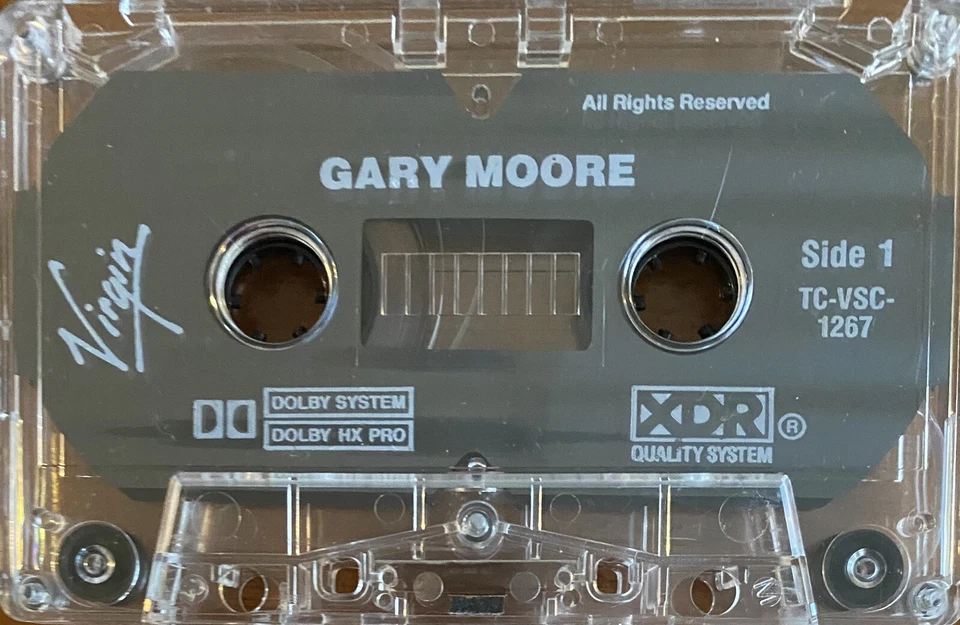 All Rights Reserved
GARY MOORE
Side 1
TC-VSC-
1267
Virgin
DOLBY SYSTEM
DOLBY HX PRO
XDR ®
QUALITY SYSTEM